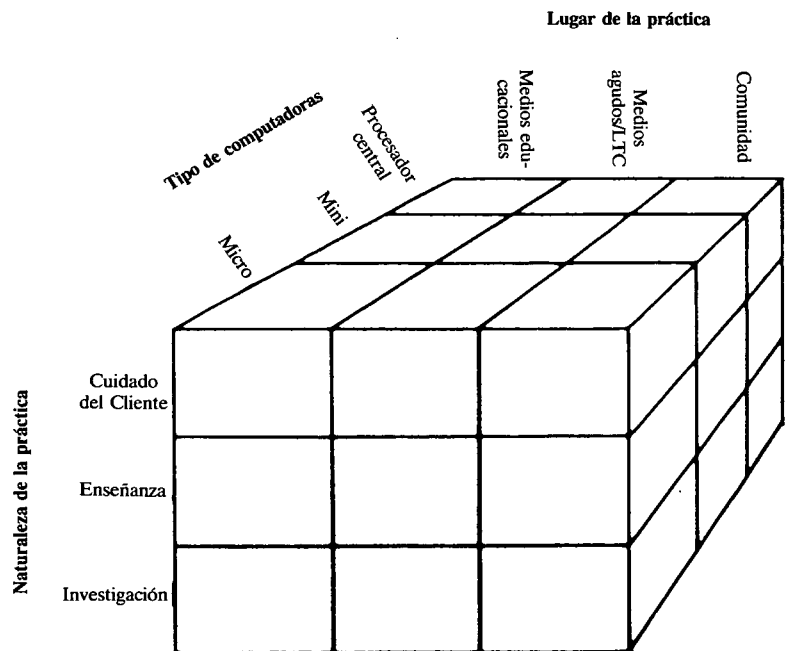 Lugar de la práctica
Tipo de computadoras
Micro
Mini
Procesador
central
Medios edu-
cacionales
Medios
agudos/LTC
Comunidad
Naturaleza de la práctica
Cuidado
del Cliente
Enseñanza
Investigación